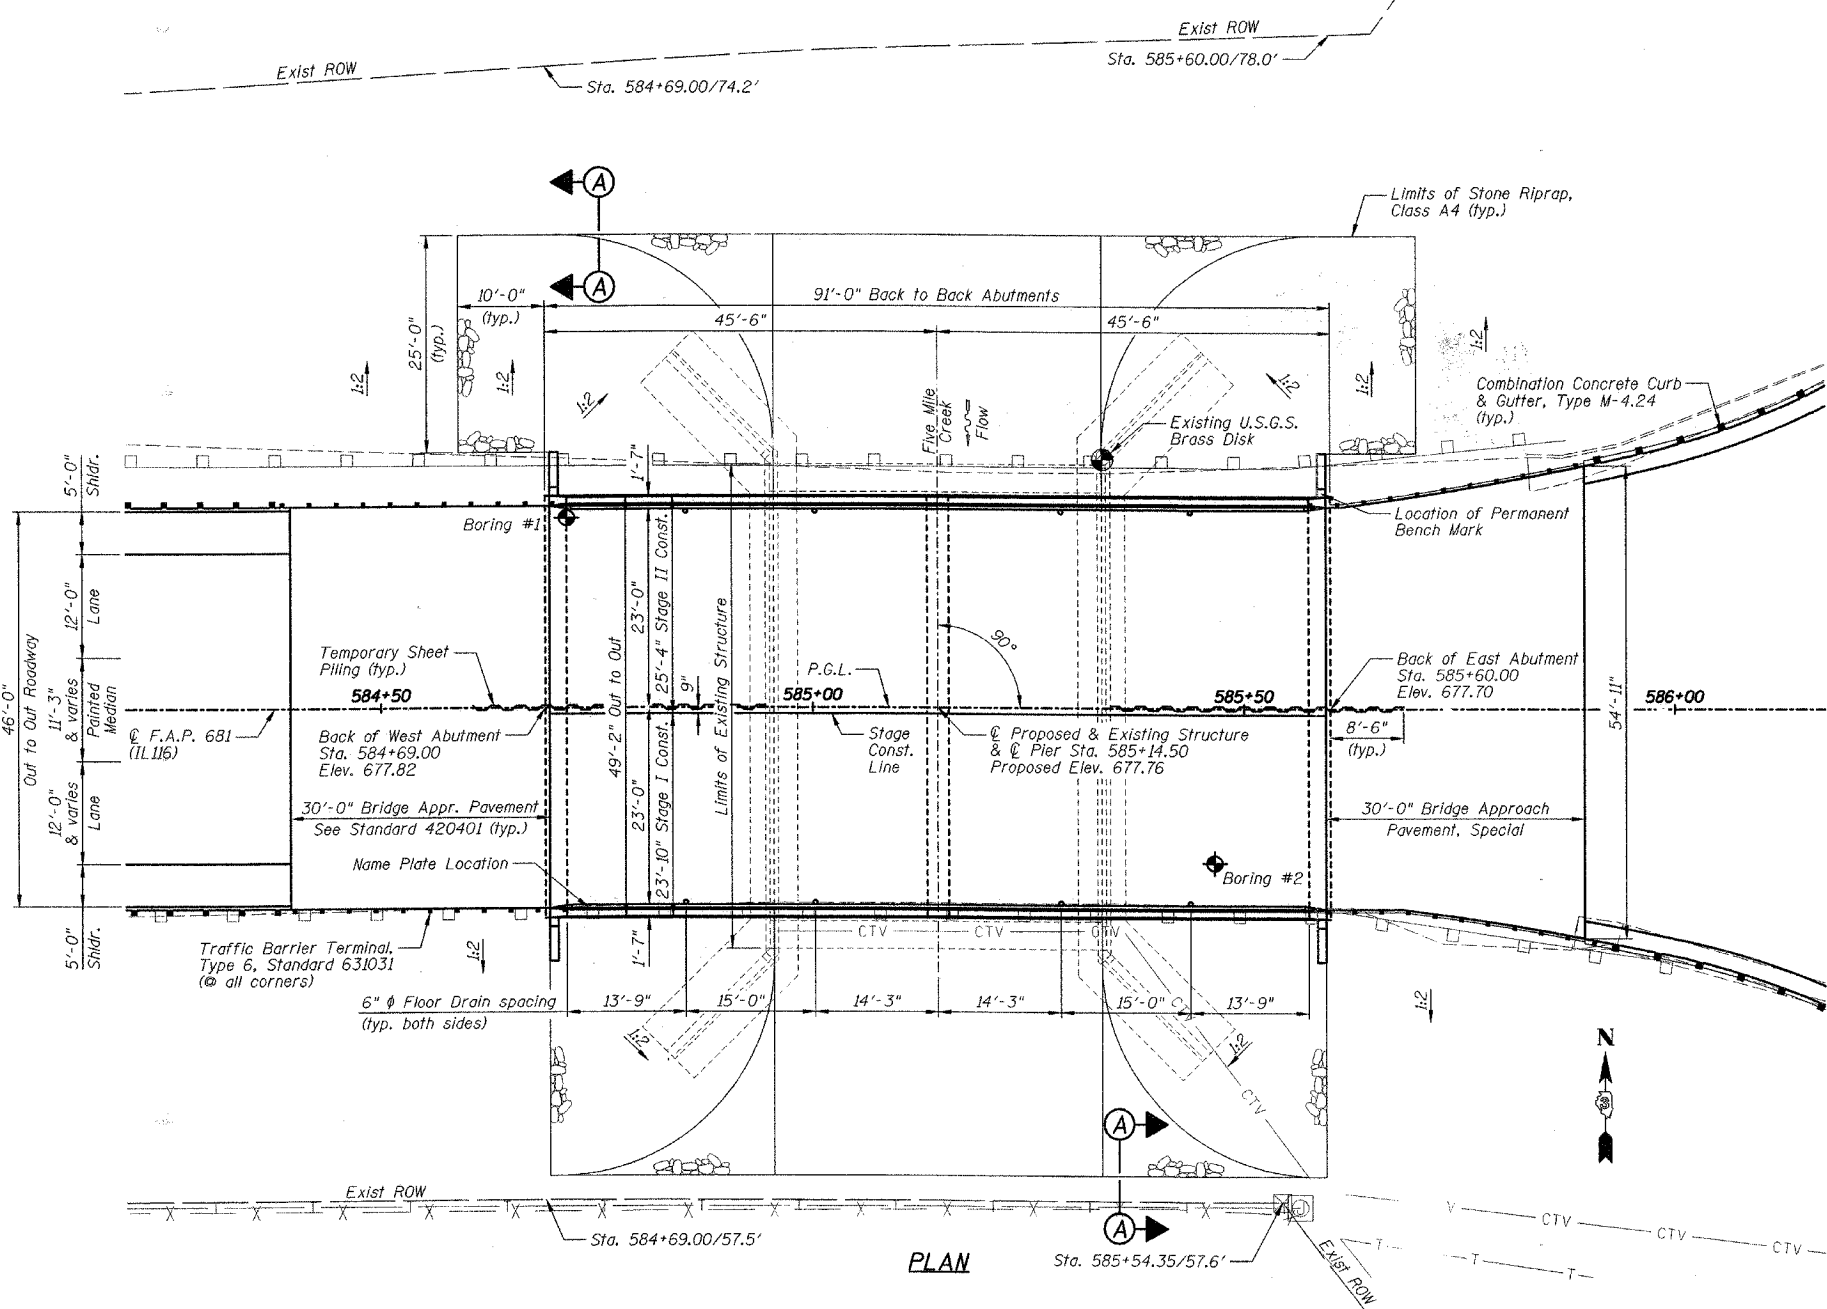 Exist ROW
Sta. 585+60.00/78.0'
Exist ROW
Sta. 584+69.00/74.2'
A
A
Limits of Stone Riprap,
Class A4 (typ.)
10'-0"
(typ.)
25'-0"
(typ.)
91'-0" Back to Back Abutments
45'-6"
45'-6"
1:2
1:2
1:2
1:2
1:2
1:2
Five Mile
Creek
Flow
Existing U.S.G.S.
Brass Disk
Combination Concrete Curb
& Gutter, Type M-4.24
(typ.)
5'-0"
Shldr.
1'-7"
Boring #1
Location of Permanent
Bench Mark
46'-0"
Out to Out Roadway
12'-0"
Lane
11'-3"
& varies
Painted
Median
12'-0"
& varies
Lane
5'-0"
Shldr.
Temporary Sheet
Piling (typ.)
584+50
℄ F.A.P. 681
(IL 116)
Back of West Abutment
Sta. 584+69.00
Elev. 677.82
49'-2" Out to Out
23'-0"
25'-4" Stage II Const.
23'-0"
23'-10" Stage I Const.
9"
Limits of Existing Structure
P.G.L.
585+00
90°
Stage
Const.
Line
℄ Proposed & Existing Structure
& ℄ Pier Sta. 585+14.50
Proposed Elev. 677.76
585+50
Back of East Abutment
Sta. 585+60.00
Elev. 677.70
8'-6"
(typ.)
54'-11"
586+00
30'-0" Bridge Appr. Pavement
See Standard 420401 (typ.)
30'-0" Bridge Approach
Pavement, Special
Name Plate Location
Boring #2
CTV
CTV
CTV
Traffic Barrier Terminal,
Type 6, Standard 631031
(@ all corners)
1:2
1'-7"
6" ϕ Floor Drain spacing
(typ. both sides)
13'-9"
15'-0"
14'-3"
14'-3"
15'-0"
13'-9"
1:2
1:2
1:2
CTV
N
A
A
Exist ROW
X X X X X X X X X X X X X
Sta. 584+69.00/57.5'
PLAN
Sta. 585+54.35/57.6'
Exist ROW
V
CTV
CTV
CTV
T
T
T